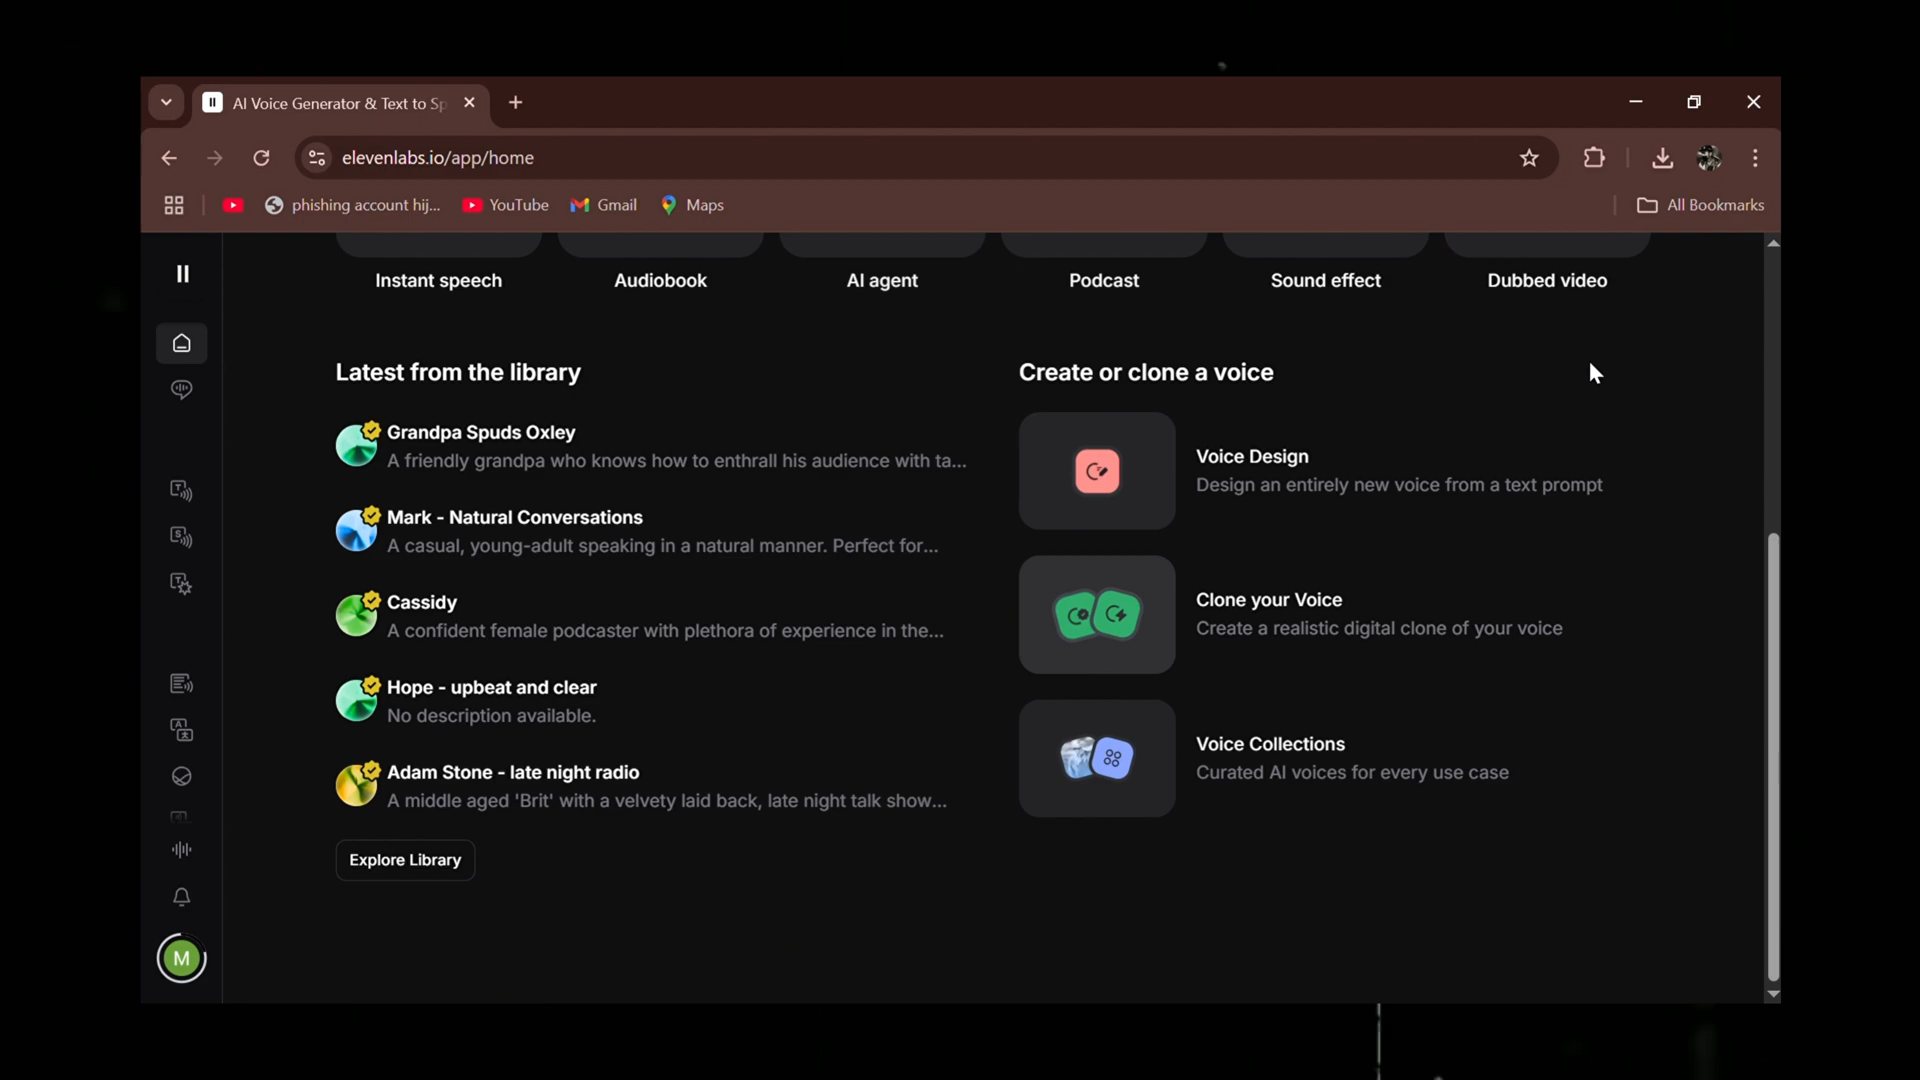 AI Voice Generator & Text to Sp
elevenlabs.io/app/home
phishing account hij...
YouTube
Gmail
Maps
All Bookmarks
Instant speech
Audiobook
AI agent
Podcast
Sound effect
Dubbed video
Latest from the library
Grandpa Spuds Oxley
A friendly grandpa who knows how to enthrall his audience with ta...
Mark - Natural Conversations
A casual, young-adult speaking in a natural manner. Perfect for...
Cassidy
A confident female podcaster with plethora of experience in the...
Hope - upbeat and clear
No description available.
Adam Stone - late night radio
A middle aged 'Brit' with a velvety laid back, late night talk show...
Explore Library
Create or clone a voice
Voice Design
Design an entirely new voice from a text prompt
Clone your Voice
Create a realistic digital clone of your voice
Voice Collections
Curated AI voices for every use case
M